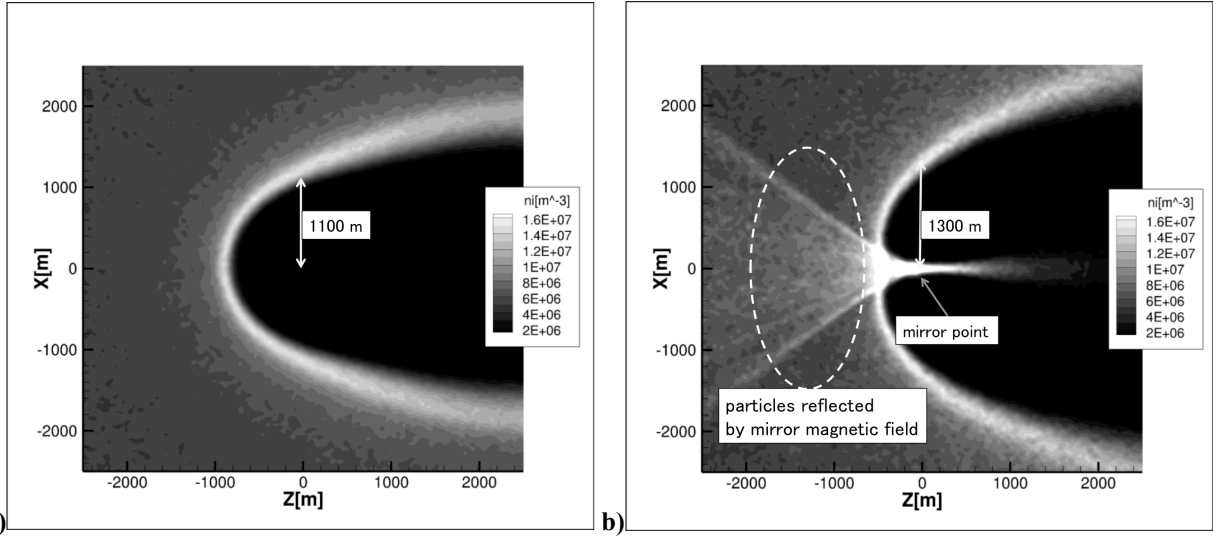 2000
1000
0
-1000
-2000
X[m]
-2000
-1000
0
1000
2000
Z[m]
1100 m
ni[m^-3]
1.6E+07
1.4E+07
1.2E+07
1E+07
8E+06
6E+06
4E+06
2E+06
)
2000
1000
0
-1000
-2000
X[m]
-2000
-1000
0
1000
2000
Z[m]
1300 m
mirror point
particles reflected
by mirror magnetic field
ni[m^-3]
1.6E+07
1.4E+07
1.2E+07
1E+07
8E+06
6E+06
4E+06
2E+06
b)